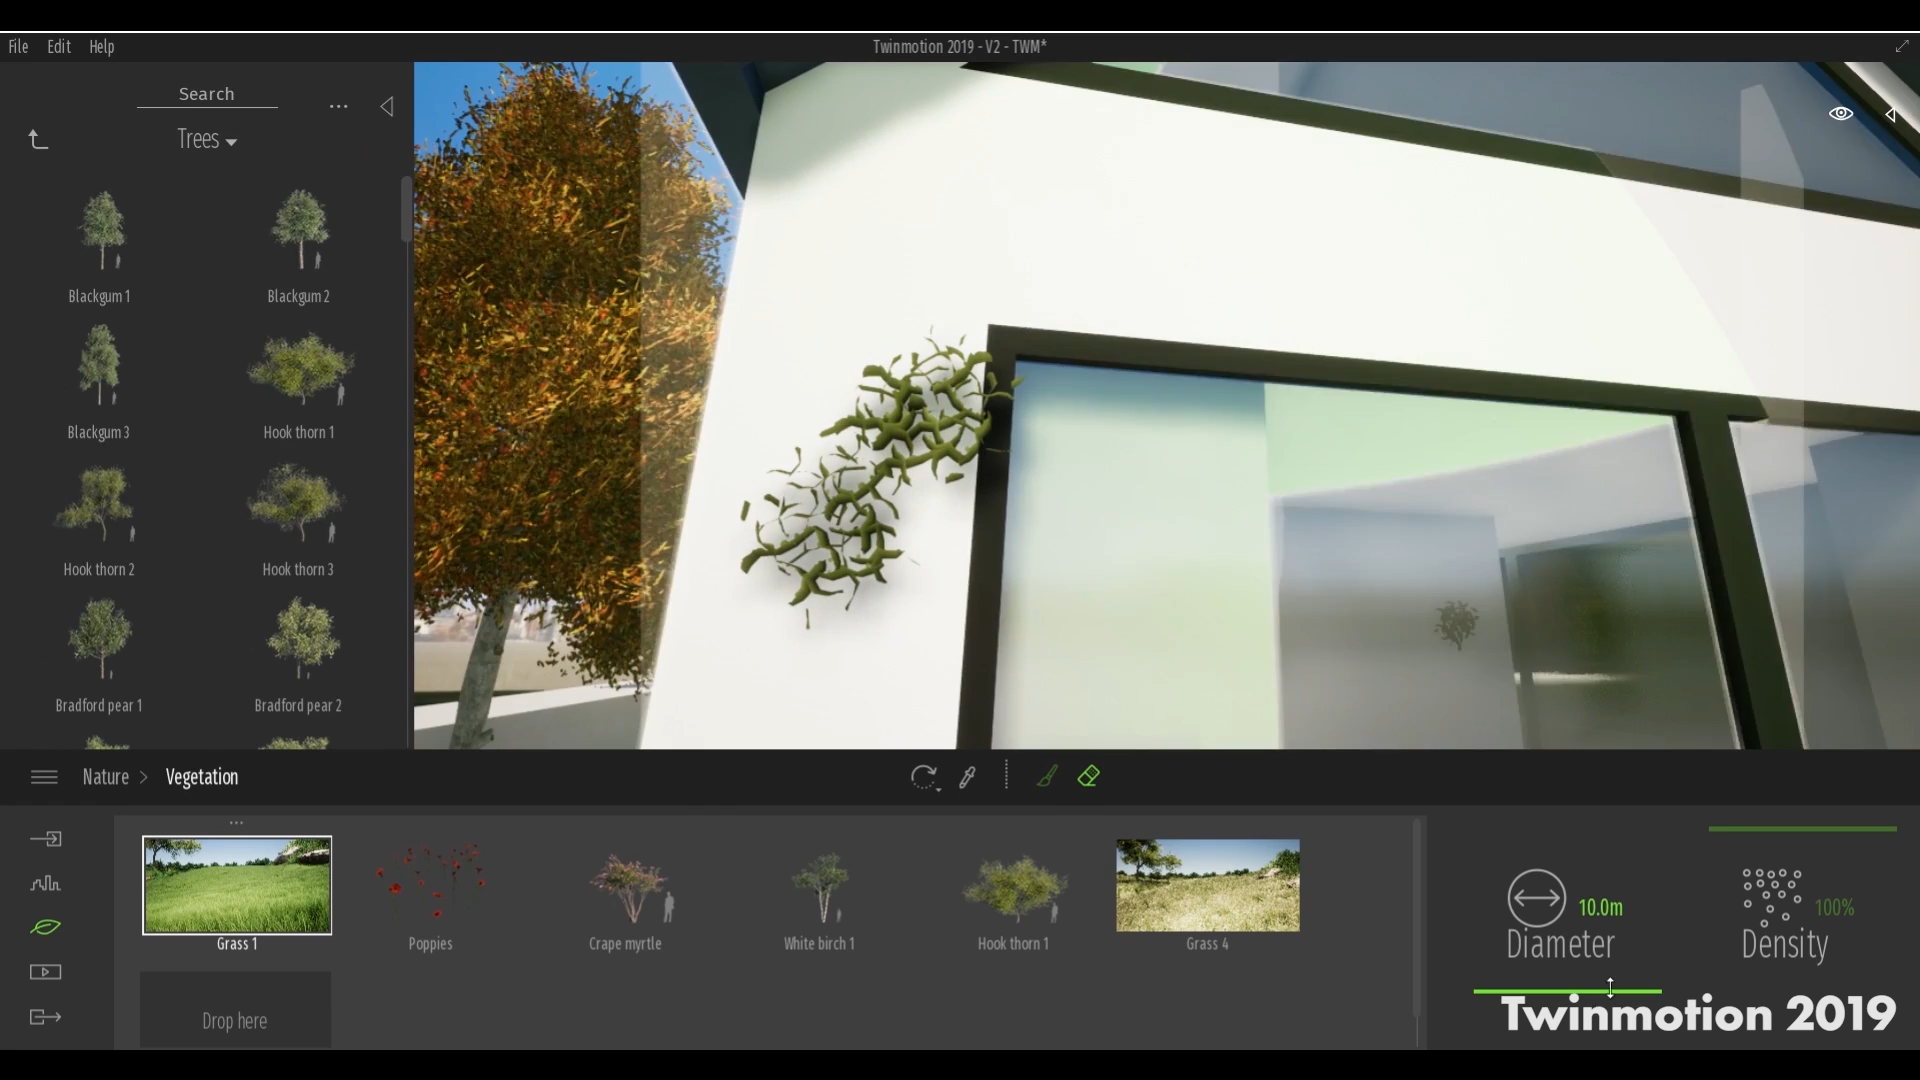 File Edit Help
Twinmotion 2019 - V2 - TWM*
Search
...
Trees
Blackgum 1
Blackgum 2
Blackgum 3
Hook thorn 1
Hook thorn 2
Hook thorn 3
Bradford pear 1
Bradford pear 2
Nature > Vegetation
...
Grass 1
Poppies
Crape myrtle
White birch 1
Hook thorn 1
Grass 4
Drop here
10.0m
Diameter
100%
Density
Twinmotion 2019